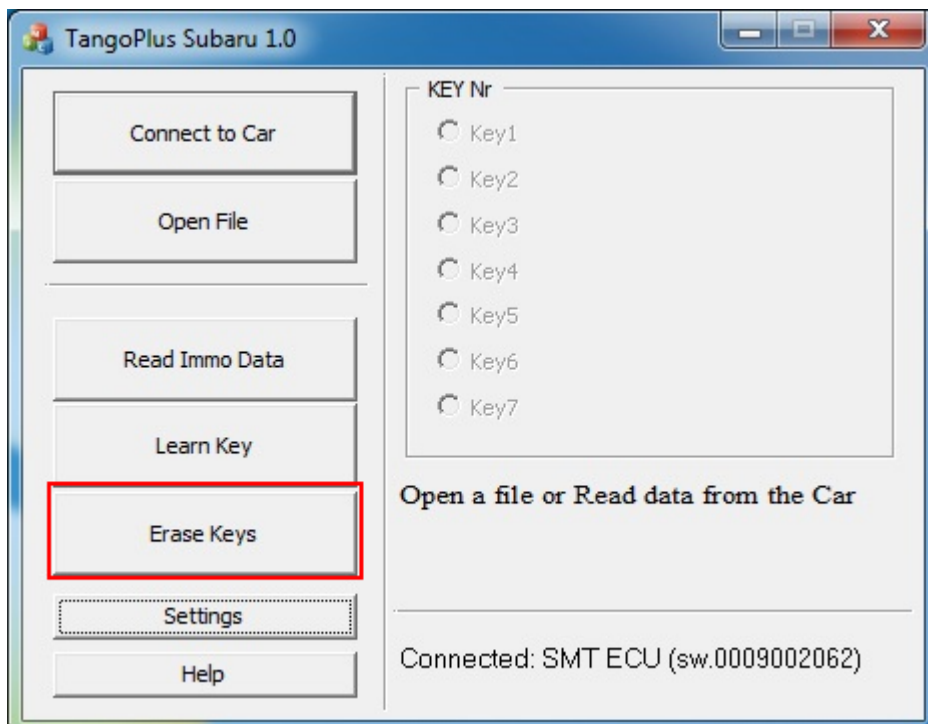 TangoPlus Subaru 1.0
Connect to Car
Open File
Read Immo Data
Learn Key
Erase Keys
Settings
Help
KEY Nr
Key1
Key2
Key3
Key4
Key5
Key6
Key7
Open a file or Read data from the Car
Connected: SMT ECU (sw.0009002062)